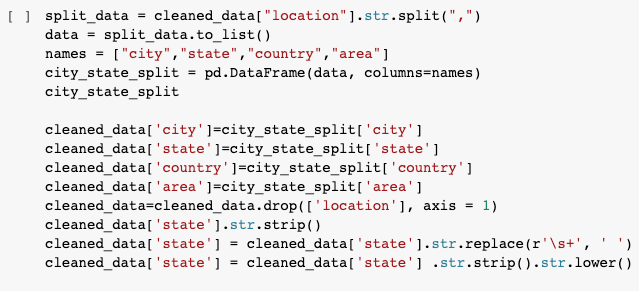 [ ] split_data = cleaned_data["location"].str.split(",")
data = split_data.to_list()
names = ["city","state","country","area"]
city_state_split = pd.DataFrame(data, columns=names)
city_state_split
cleaned_data['city']=city_state_split['city']
cleaned_data['state']=city_state_split['state']
cleaned_data['country']=city_state_split['country']
cleaned_data['area']=city_state_split['area']
cleaned_data=cleaned_data.drop(['location'], axis = 1)
cleaned_data['state'].str.strip()
cleaned_data['state'] = cleaned_data['state'].str.replace(r'\s+', ' ')
cleaned_data['state'] = cleaned_data['state'] .str.strip().str.lower()